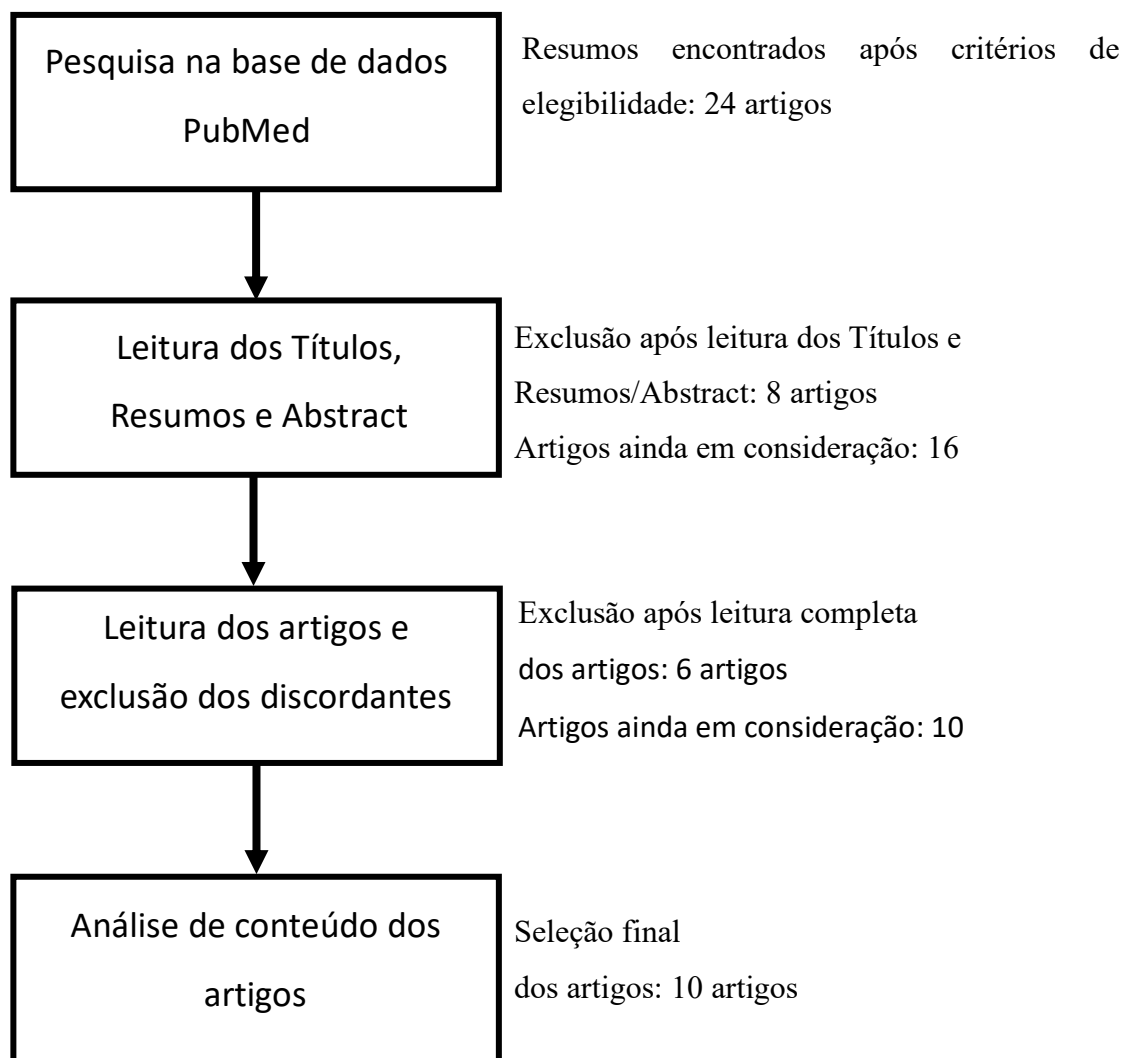 Pesquisa na base de dados
PubMed
Resumos encontrados após critérios de
elegibilidade: 24 artigos
Leitura dos Títulos,
Resumos e Abstract
Exclusão após leitura dos Títulos e
Resumos/Abstract: 8 artigos
Artigos ainda em consideração: 16
Leitura dos artigos e
exclusão dos discordantes
Exclusão após leitura completa
dos artigos: 6 artigos
Artigos ainda em consideração: 10
Análise de conteúdo dos
artigos
Seleção final
dos artigos: 10 artigos